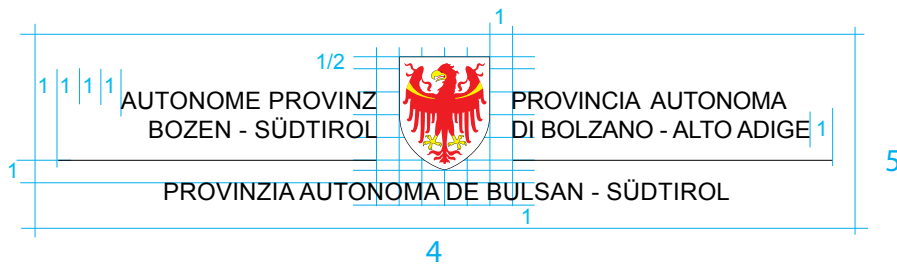 1
1/2
1 1 1 1
AUTONOME PROVINZ
BOZEN - SÜDTIROL
PROVINCIA AUTONOMA
DI BOLZANO - ALTO ADIGE
1
1
5
PROVINZIA AUTONOMA DE BULSAN - SÜDTIROL
1
4